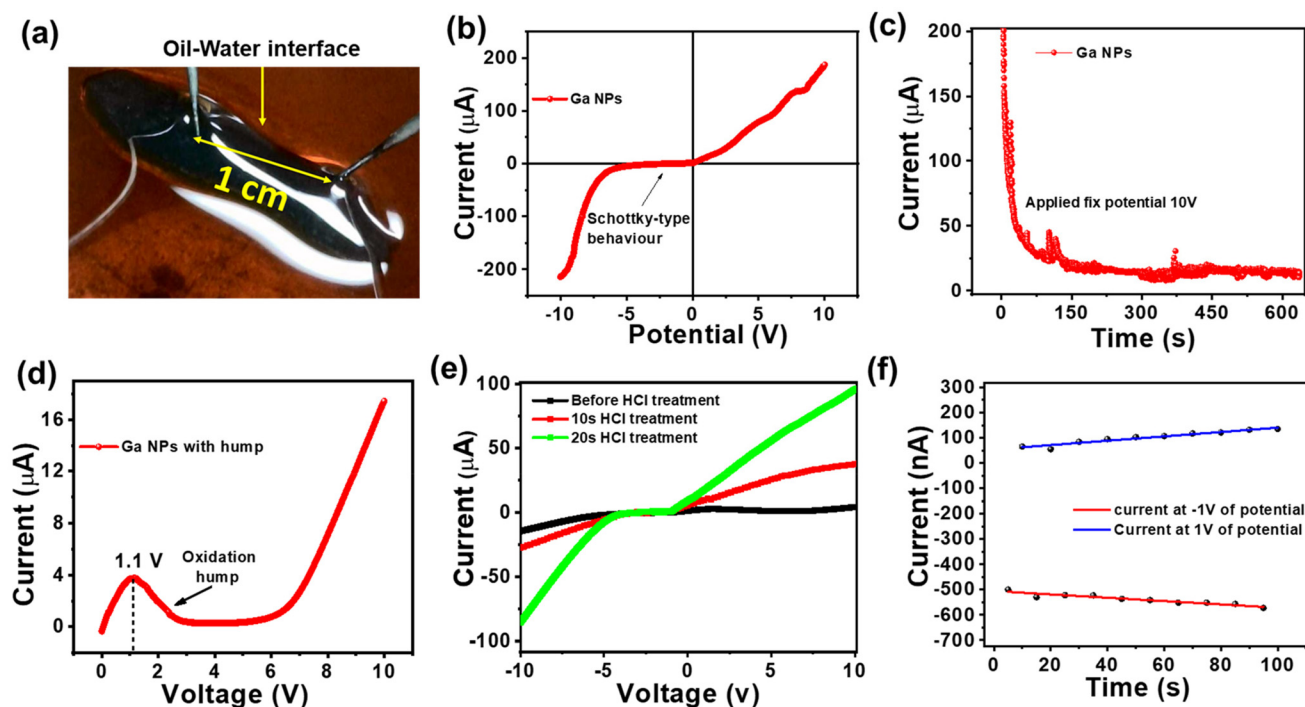 (a)
Oil-Water interface
1 cm
(b)
Current (μA)
200
100
0
-100
-200
Ga NPs
Schottky-type
behaviour
-10
-5
0
5
10
Potential (V)
(c)
Current (μA)
200
150
100
50
0
Ga NPs
Applied fix potential 10V
0
150
300
450
600
Time (s)
(d)
Current (μA)
16
12
8
4
0
Ga NPs with hump
1.1 V
Oxidation
hump
0
2
4
6
8
10
Voltage (V)
(e)
Current (μA)
100
50
0
-50
-100
Before HCl treatment
10s HCl treatment
20s HCl treatment
-10
-5
0
5
10
Voltage (v)
(f)
Current (nA)
300
200
100
0
-100
-200
-300
-400
-500
-600
-700
current at -1V of potential
Current at 1V of potential
0
20
40
60
80
100
Time (s)